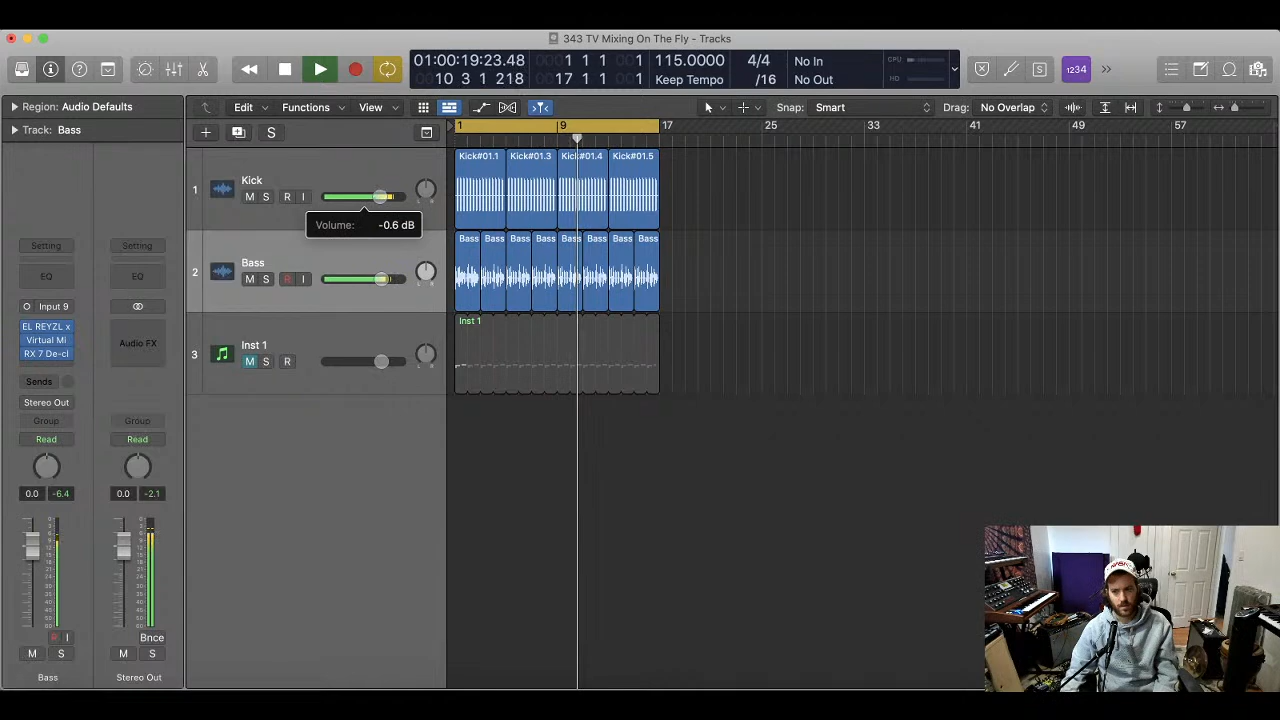 343 TV Mixing On The Fly - Tracks
01:00:19:23.48
1 1 1 1
115.0000
4/4
No In
CPU
10 3 1 218
17 1 1 1
Keep Tempo
/16
No Out
HD
1234
Region: Audio Defaults
Edit
Functions
View
Snap: Smart
Drag: No Overlap
Track: Bass
S
1
9
17
25
33
41
49
57
Kick#01.1
Kick#01.3
Kick#01.4
Kick#01.5
1
Kick
M S R I
L R
Volume: -0.6 dB
Bass
Bass
Bass
Bass
Bass
Bass
Bass
Bass
2
Bass
M S R I
L R
Inst 1
3
Inst 1
M S R
L R
Setting
Setting
EQ
EQ
Input 9
EL REYZL x
Virtual Mi
RX 7 De-cl
Audio FX
Sends
Stereo Out
Group
Group
Read
Read
0.0 -6.4
0.0 -2.1
R I
Bnce
M S
M S
Bass
Stereo Out